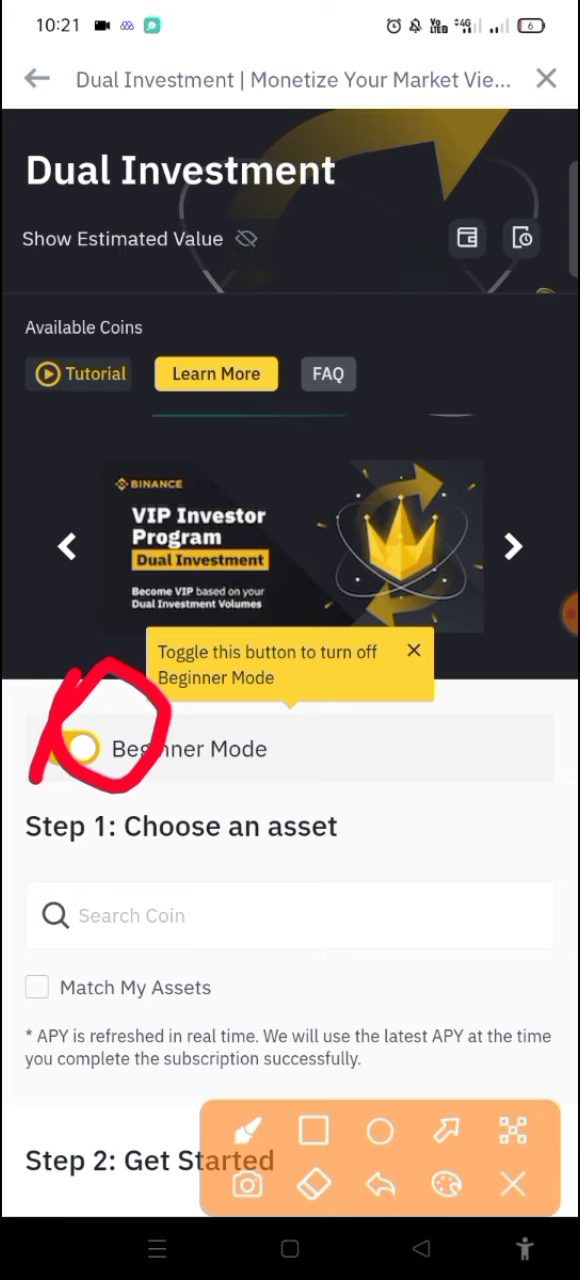 10:21
Vo LTE2 4G 6
Dual Investment | Monetize Your Market Vie...
Dual Investment
Show Estimated Value
Available Coins
Tutorial
Learn More
FAQ
BINANCE
VIP Investor
Program
Dual Investment
Become VIP based on your
Dual Investment Volumes
Toggle this button to turn off
Beginner Mode
Beginner Mode
Step 1: Choose an asset
Search Coin
Match My Assets
* APY is refreshed in real time. We will use the latest APY at the time
you complete the subscription successfully.
Step 2: Get Started